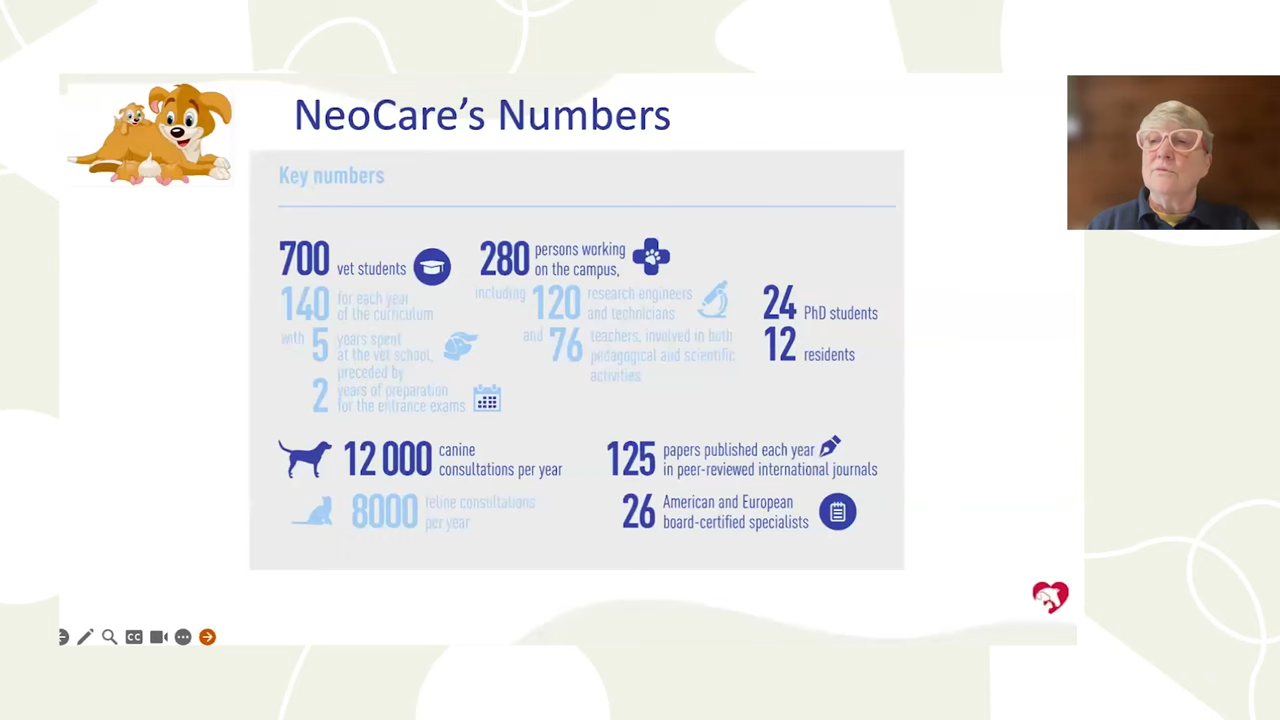 NeoCare's Numbers
Key numbers
700 vet students
140 for each year
of the curriculum
with 5 years spent
at the vet school,
preceded by
2 years of preparation
for the entrance exams
280 persons working
on the campus,
including 120 research engineers
and technicians
and 76 teachers, involved in both
pedagogical and scientific
activities
24 PhD students
12 residents
12 000 canine
consultations per year
8000 feline consultations
per year
125 papers published each year
in peer-reviewed international journals
26 American and European
board-certified specialists
CC